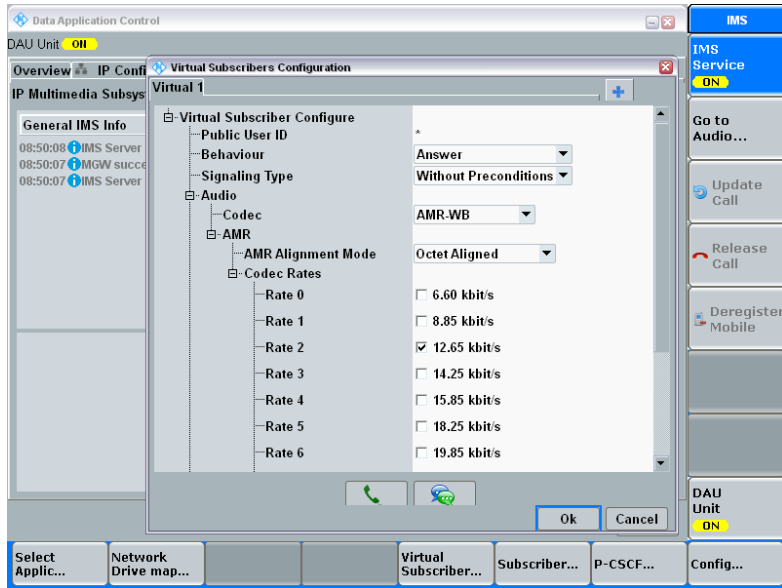 Data Application Control
IMS
DAU Unit ON
IMS Service ON
Overview IP Confi
Virtual Subscribers Configuration
Virtual 1
IP Multimedia Subsys
General IMS Info
08:50:08 IMS Server
08:50:07 MGW succe
08:50:07 IMS Server
Virtual Subscriber Configure
Public User ID *
Behaviour Answer
Signaling Type Without Preconditions
Audio
Codec AMR-WB
AMR
AMR Alignment Mode Octet Aligned
Codec Rates
Rate 0 6.60 kbit/s
Rate 1 8.85 kbit/s
Rate 2 12.65 kbit/s
Rate 3 14.25 kbit/s
Rate 4 15.85 kbit/s
Rate 5 18.25 kbit/s
Rate 6 19.85 kbit/s
Ok Cancel
Go to
Audio...
Update
Call
Release
Call
Deregister
Mobile
DAU
Unit
ON
Select
Applic...
Network
Drive map...
Virtual
Subscriber...
Subscriber...
P-CSCF...
Config...